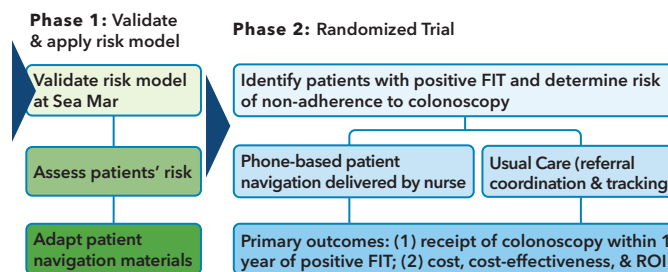 Phase 1: Validate
& apply risk model
Validate risk model
at Sea Mar
Assess patients' risk
Adapt patient
navigation materials
Phase 2: Randomized Trial
Identify patients with positive FIT and determine risk
of non-adherence to colonoscopy
Phone-based patient
navigation delivered by nurse
Usual Care (referral
coordination & tracking
Primary outcomes: (1) receipt of colonoscopy within 1
year of positive FIT; (2) cost, cost-effectiveness, & ROI